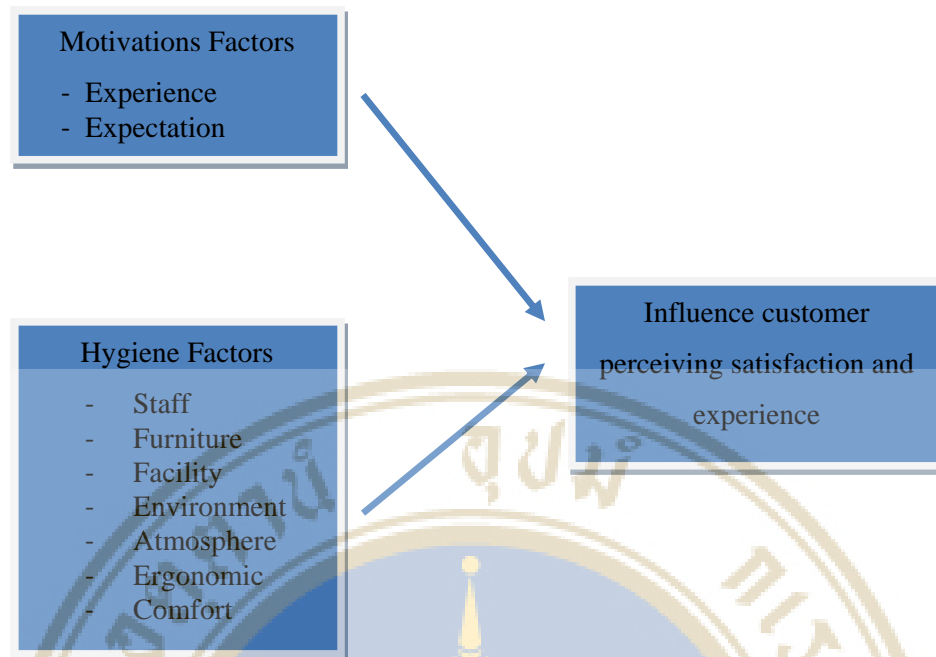 Motivations Factors
- Experience
- Expectation
Hygiene Factors
- Staff
- Furniture
- Facility
- Environment
- Atmosphere
- Ergonomic
- Comfort
Influence customer
perceiving satisfaction and
experience